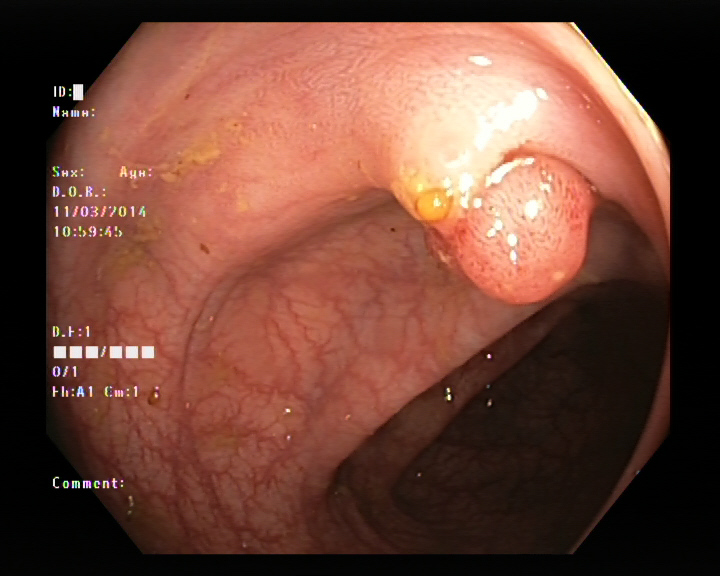 ID:
Name:
Sex: Age:
D.O.B.:
11/03/2014
10:59:45
D.F:1
■■■/■■■
0/1
Eh:A1 Cm:1
Comment: